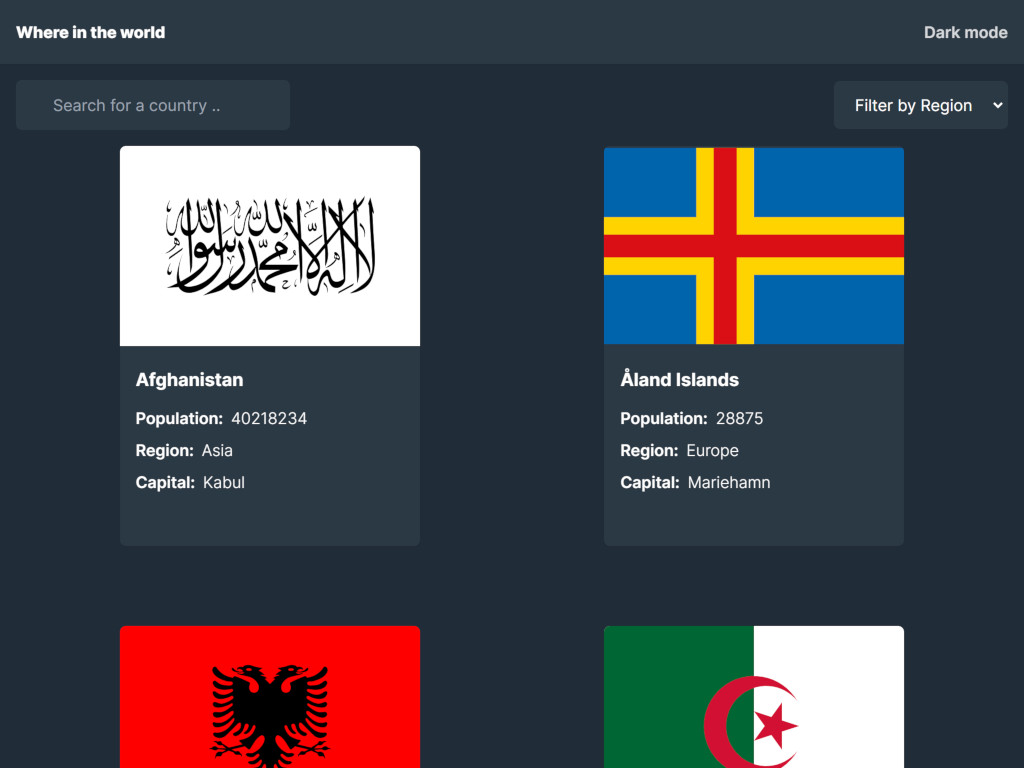 Where in the world
Dark mode
Search for a country ..
Filter by Region
لا إله إلا الله محمد رسول الله
Afghanistan
Population: 40218234
Region: Asia
Capital: Kabul
Åland Islands
Population: 28875
Region: Europe
Capital: Mariehamn